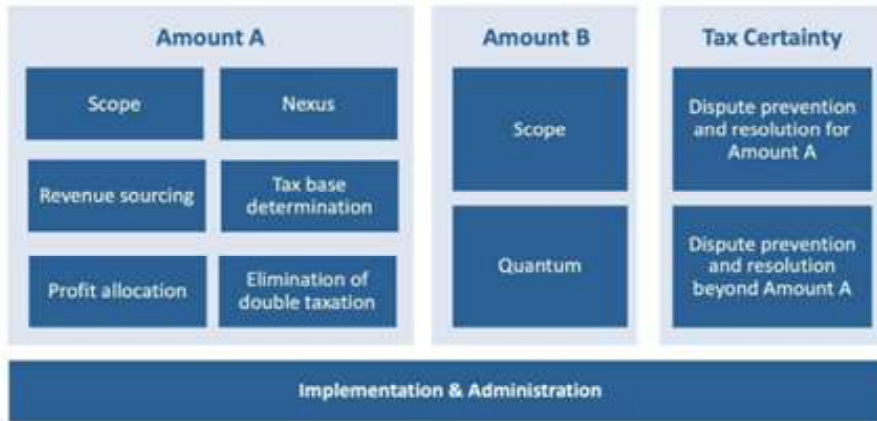 Amount A
Scope
Nexus
Revenue sourcing
Tax base
determination
Profit allocation
Elimination of
double taxation
Amount B
Scope
Quantum
Tax Certainty
Dispute prevention
and resolution for
Amount A
Dispute prevention
and resolution
beyond Amount A
Implementation & Administration